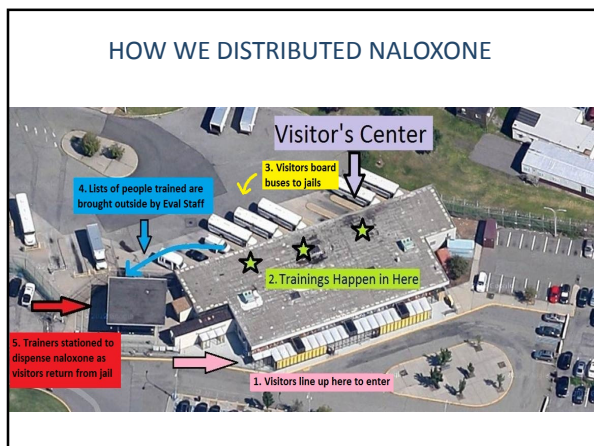 HOW WE DISTRIBUTED NALOXONE
Visitor's Center
3. Visitors board
buses to jails
4. Lists of people trained are
brought outside by Eval Staff
2. Trainings Happen in Here
5. Trainers stationed to
dispense naloxone as
visitors return from jail
1. Visitors line up here to enter